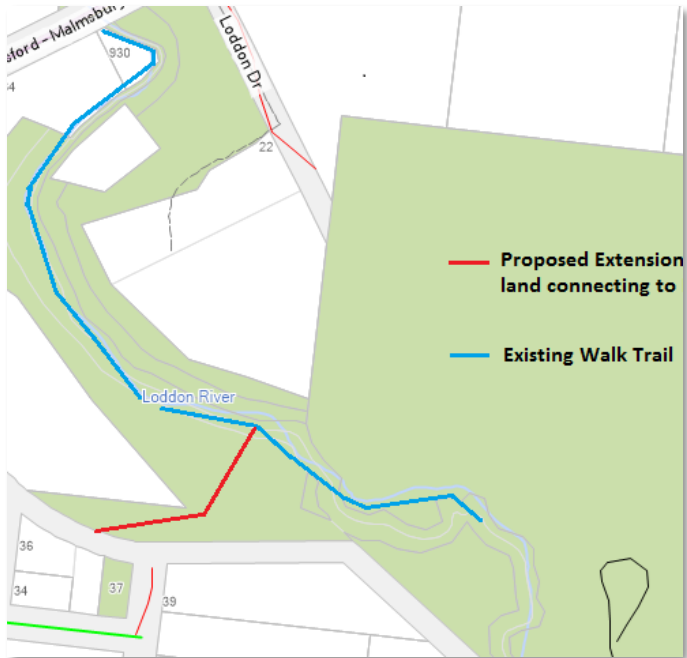 sford - Malmsbury
930
Loddon Dr
22
Proposed Extension
land connecting to
Existing Walk Trail
Loddon River
36
37
34
39